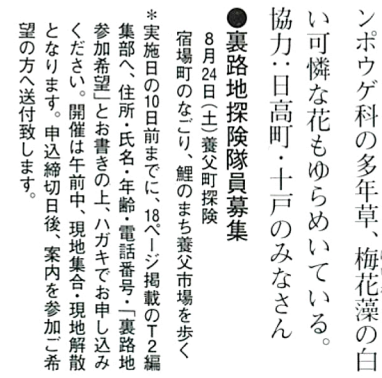 ンポウゲ科の多年草、梅花藻の白
い可憐な花もゆらめいている。
協力：日高町・十戸のみなさん
●裏路地探険隊員募集
8月24日（土）養父町探険
宿場町のなごり、鯉のまち養父市場を歩く
＊実施日の10日前までに、18ページ掲載のT2編
集部へ、住所・氏名・年齢・電話番号・「裏路地
参加希望」とお書きの上、ハガキでお申し込み
ください。開催は午前中、現地集合・現地解散
となります。申込締切日後、案内を参加ご希
望の方へ送付致します。